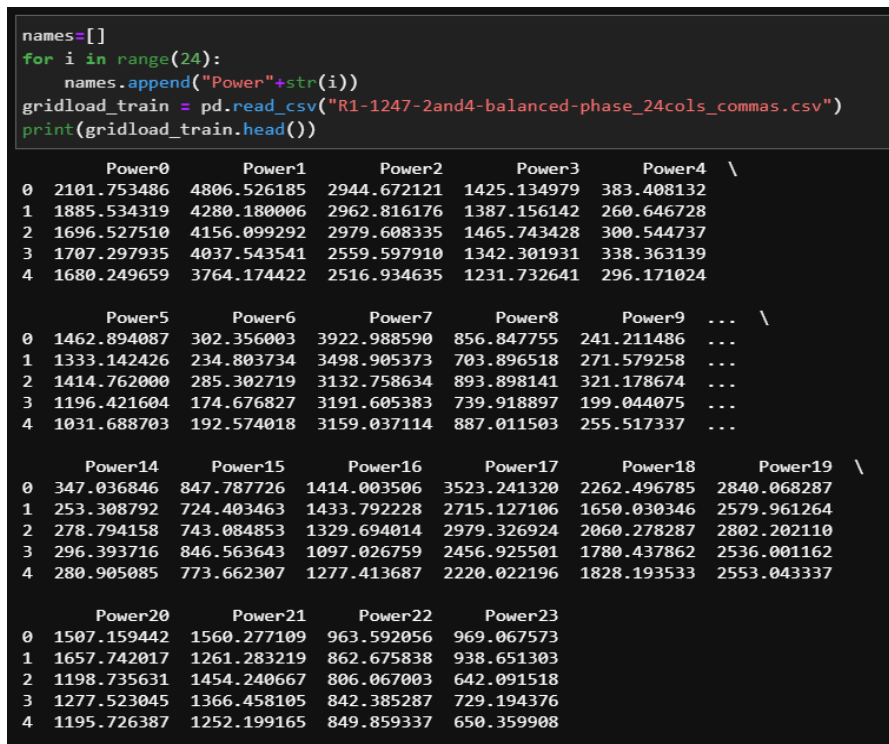 names=[]
for i in range(24):
    names.append("Power"+str(i))
gridload_train = pd.read_csv("R1-1247-2and4-balanced-phase_24cols_commas.csv")
print(gridload_train.head())
        Power0       Power1       Power2       Power3      Power4  \
0  2101.753486  4806.526185  2944.672121  1425.134979  383.408132
1  1885.534319  4280.180006  2962.816176  1387.156142  260.646728
2  1696.527510  4156.099292  2979.608335  1465.743428  300.544737
3  1707.297935  4037.543541  2559.597910  1342.301931  338.363139
4  1680.249659  3764.174422  2516.934635  1231.732641  296.171024
        Power5      Power6       Power7      Power8      Power9  ...  \
0  1462.894087  302.356003  3922.988590  856.847755  241.211486  ...
1  1333.142426  234.803734  3498.905373  703.896518  271.579258  ...
2  1414.762000  285.302719  3132.758634  893.898141  321.178674  ...
3  1196.421604  174.676827  3191.605383  739.918897  199.044075  ...
4  1031.688703  192.574018  3159.037114  887.011503  255.517337  ...
      Power14     Power15      Power16      Power17      Power18      Power19  \
0  347.036846  847.787726  1414.003506  3523.241320  2262.496785  2840.068287
1  253.308792  724.403463  1433.792228  2715.127106  1650.030346  2579.961264
2  278.794158  743.084853  1329.694014  2979.326924  2060.278287  2802.202110
3  296.393716  846.563643  1097.026759  2456.925501  1780.437862  2536.001162
4  280.905085  773.662307  1277.413687  2220.022196  1828.193533  2553.043337
       Power20      Power21     Power22     Power23
0  1507.159442  1560.277109  963.592056  969.067573
1  1657.742017  1261.283219  862.675838  938.651303
2  1198.735631  1454.240667  806.067003  642.091518
3  1277.523045  1366.458105  842.385287  729.194376
4  1195.726387  1252.199165  849.859337  650.359908